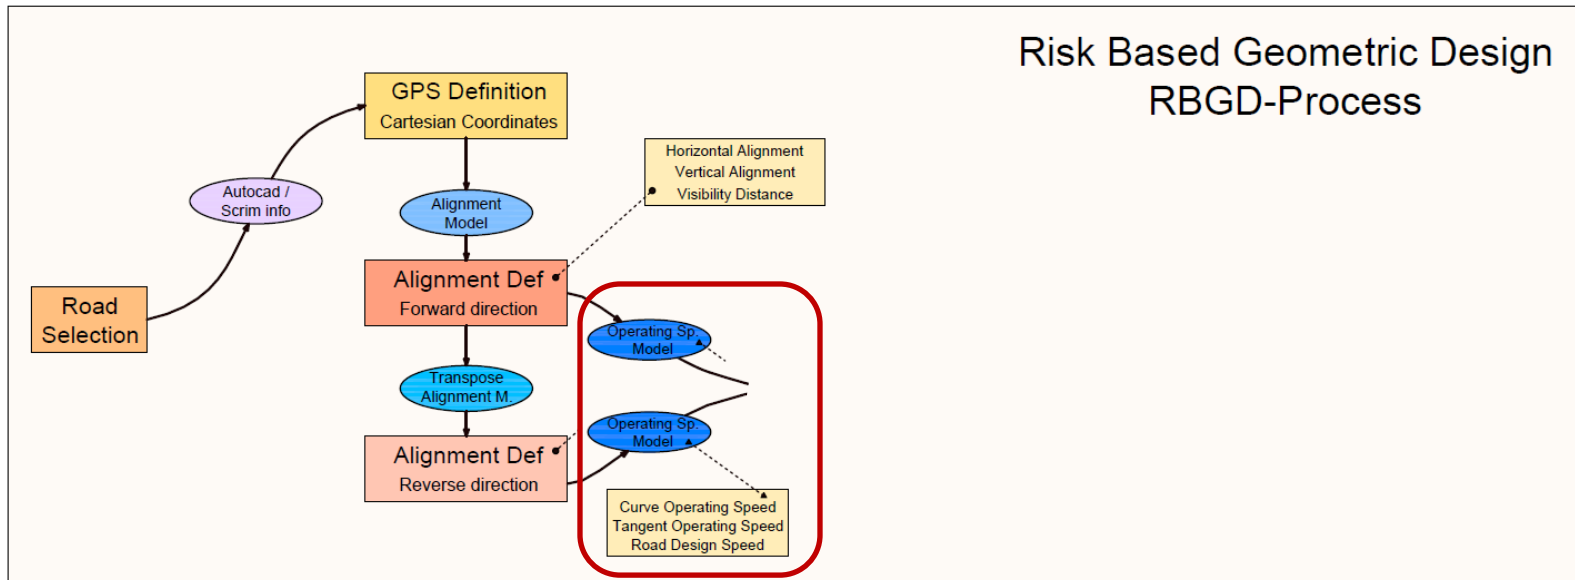 Risk Based Geometric Design
RBGD-Process
GPS Definition
Cartesian Coordinates
Horizontal Alignment
Vertical Alignment
Visibility Distance
Autocad /
Scrim info
Alignment
Model
Alignment Def
Forward direction
Road
Selection
Operating Sp.
Model
Transpose
Alignment M.
Operating Sp.
Model
Alignment Def
Reverse direction
Curve Operating Speed
Tangent Operating Speed
Road Design Speed